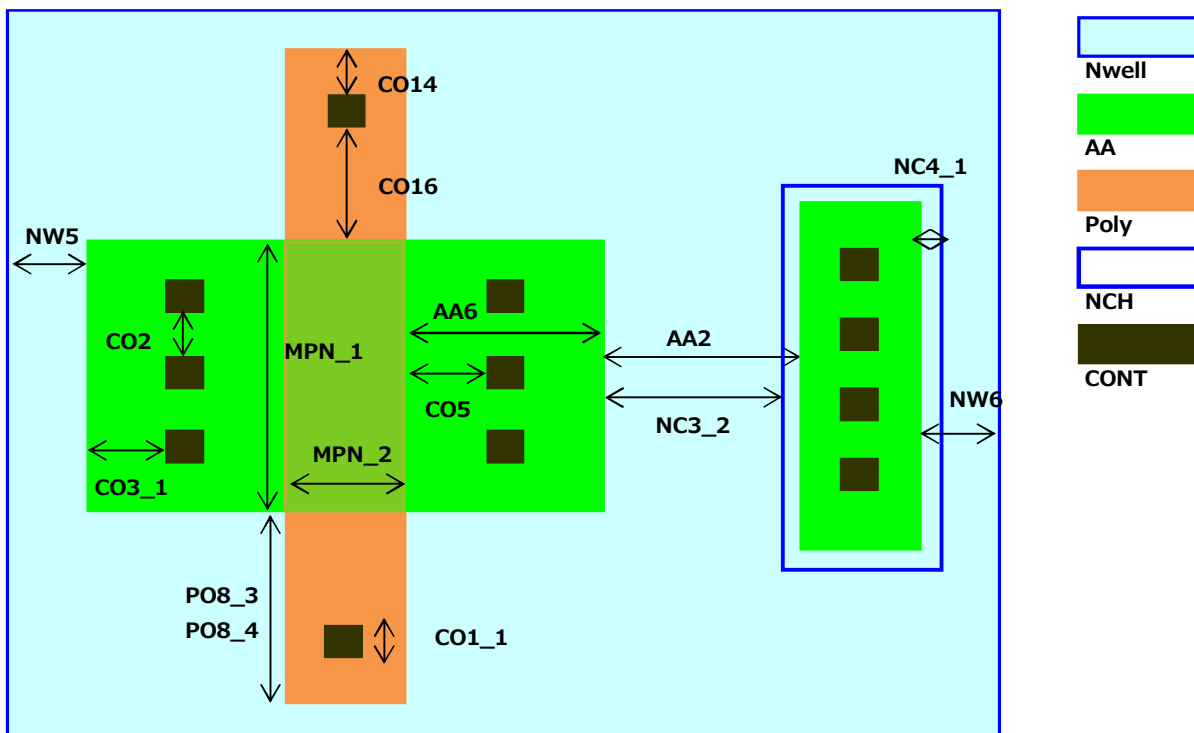 CO14
CO16
NW5
AA6
MPN_1
CO2
CO5
AA2
NC3_2
NC4_1
NW6
CO3_1
MPN_2
PO8_3
PO8_4
CO1_1
Nwell
AA
Poly
NCH
CONT